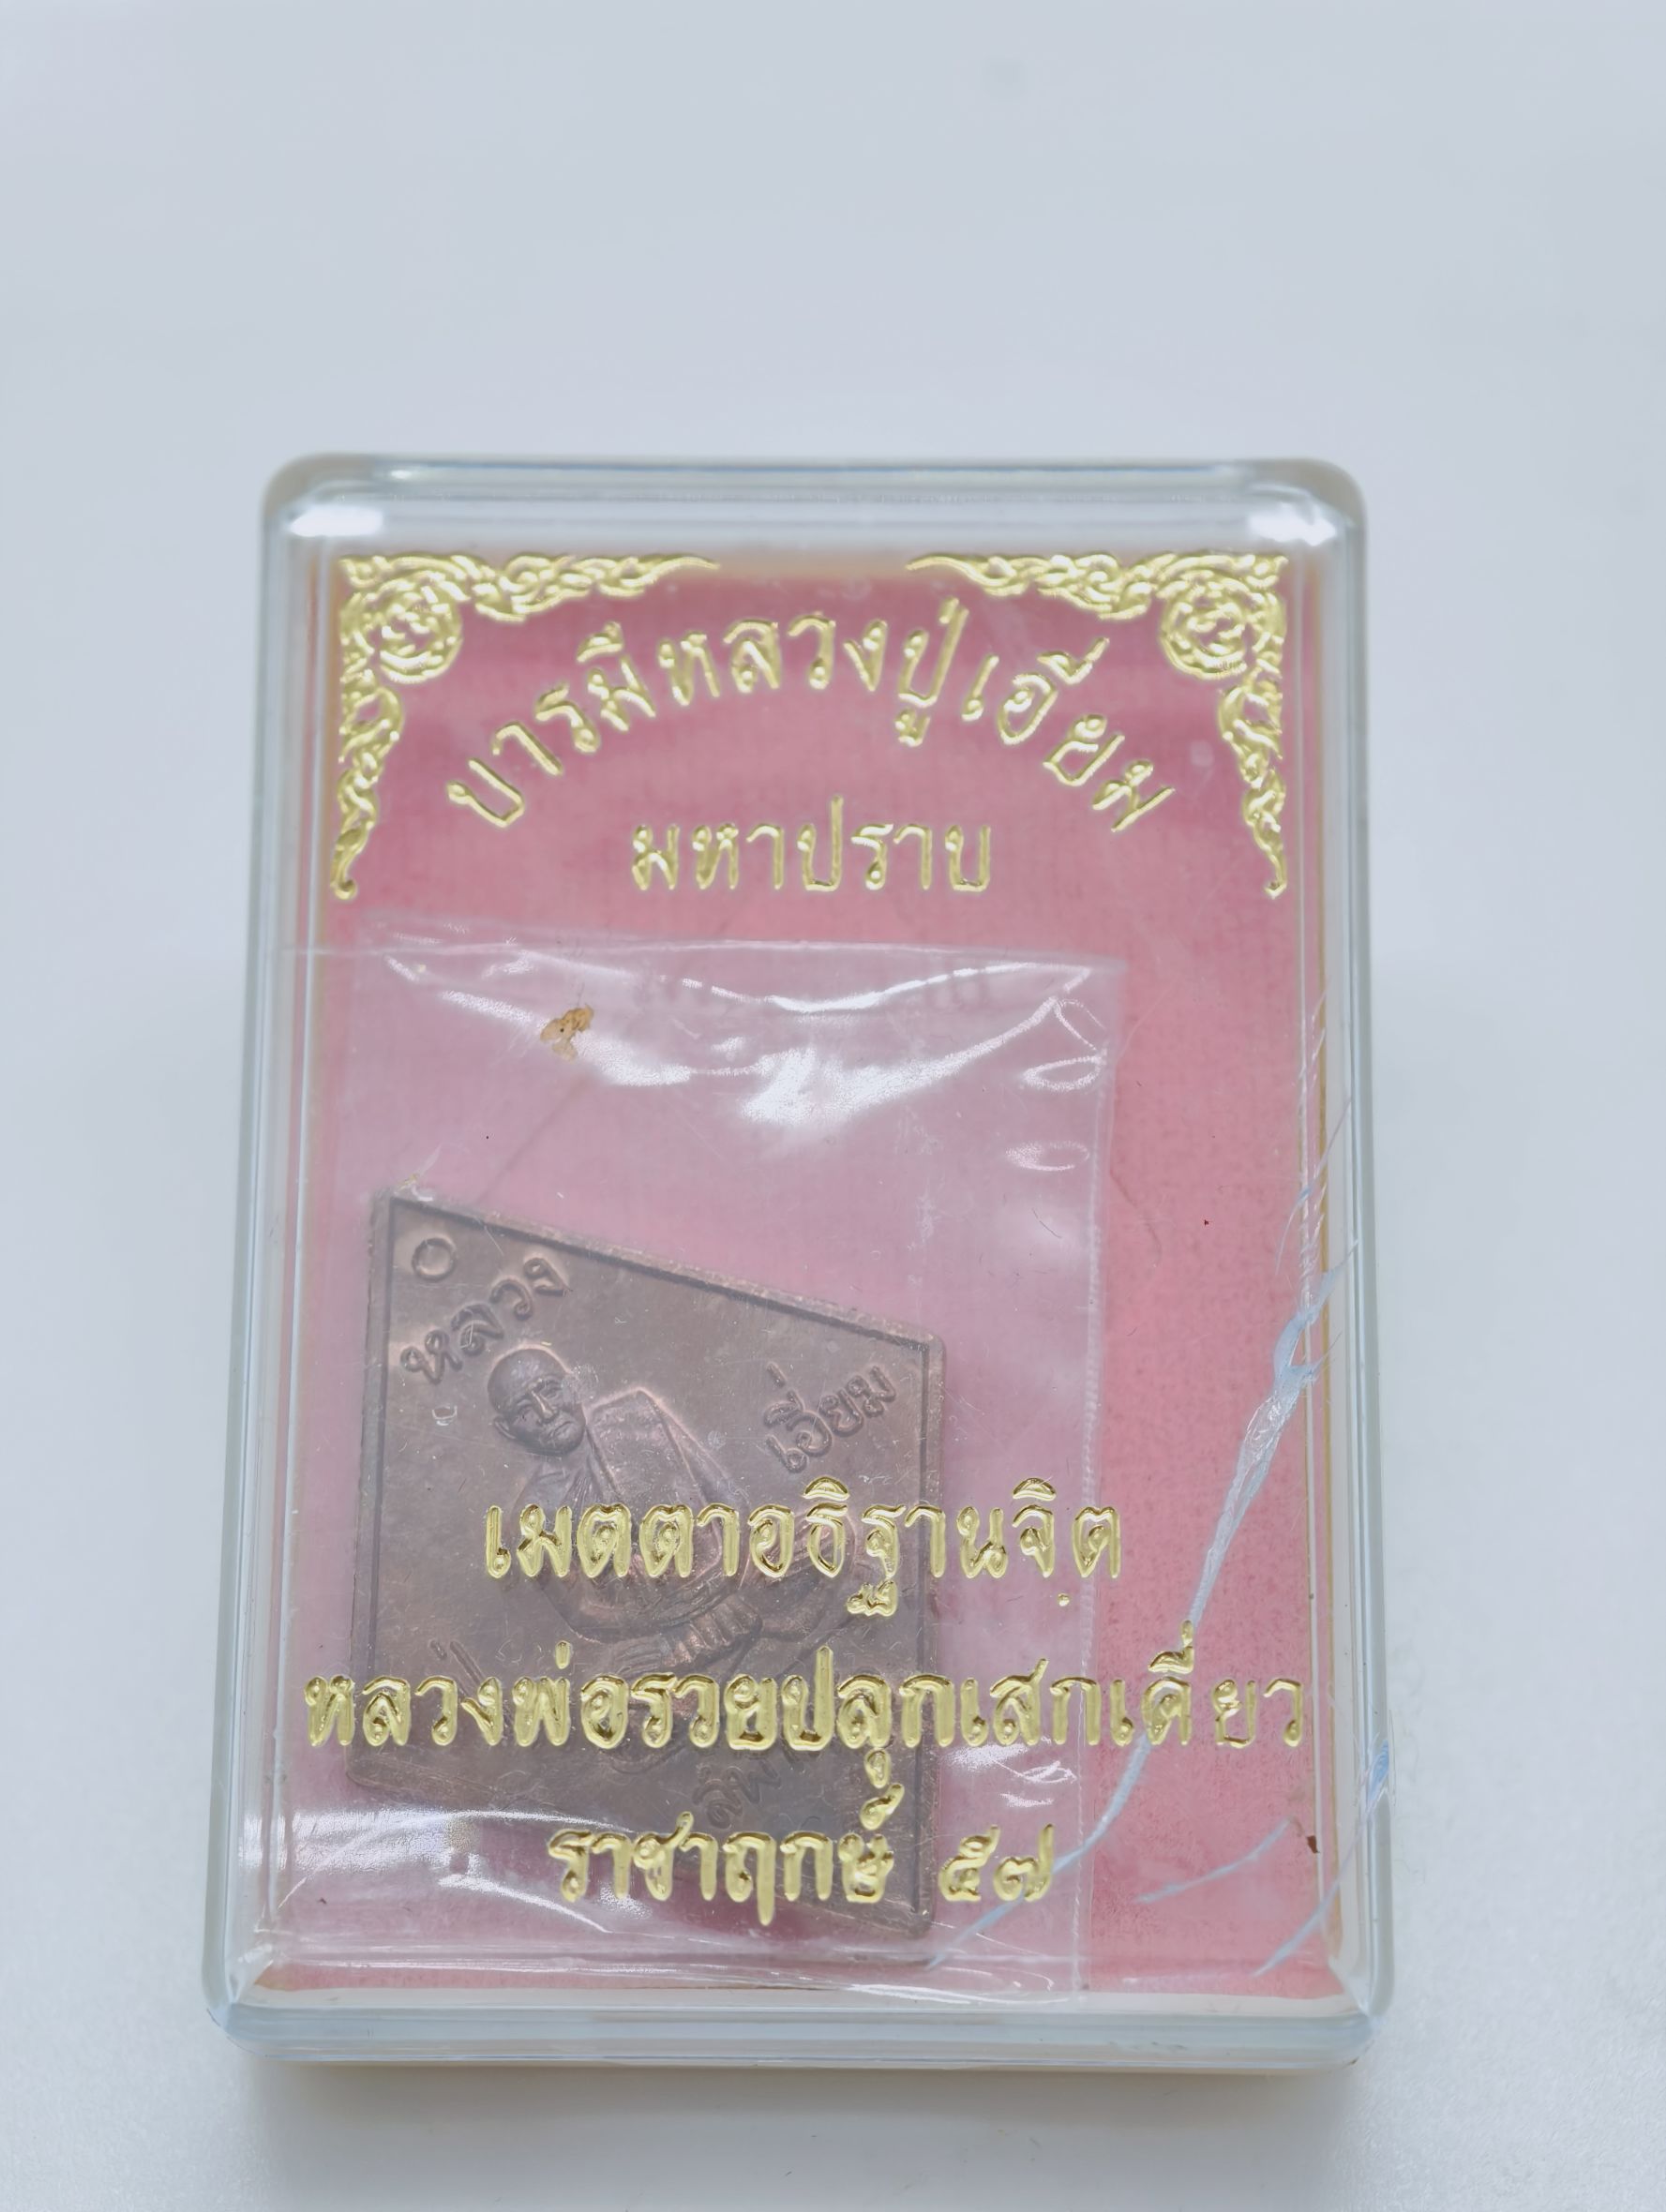 บารมีหลวงปู่เอี่ยม
มหาปราบ
หลวง
เอี่ยม
เมตตาอธิฐานจิต
หลวงพ่อรวยปลุกเสกเดี่ยว
ราชาฤกษ์ ๕๗